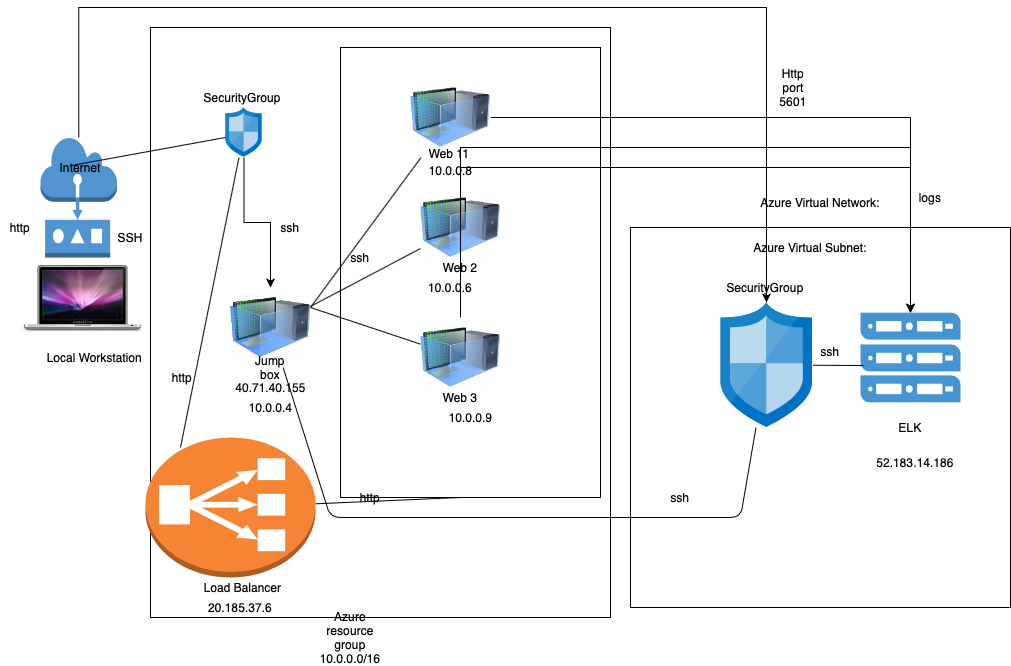 Http
port
5601
SecurityGroup
Web 11
10.0.0.8
Internet
http
SSH
Azure Virtual Network:
logs
ssh
ssh
Web 2
10.0.0.6
Azure Virtual Subnet:
SecurityGroup
Local Workstation
Jump
box
40.71.40.155
10.0.0.4
http
ssh
Web 3
10.0.0.9
ELK
52.183.14.186
http
ssh
Load Balancer
20.185.37.6
Azure
resource
group
10.0.0.0/16